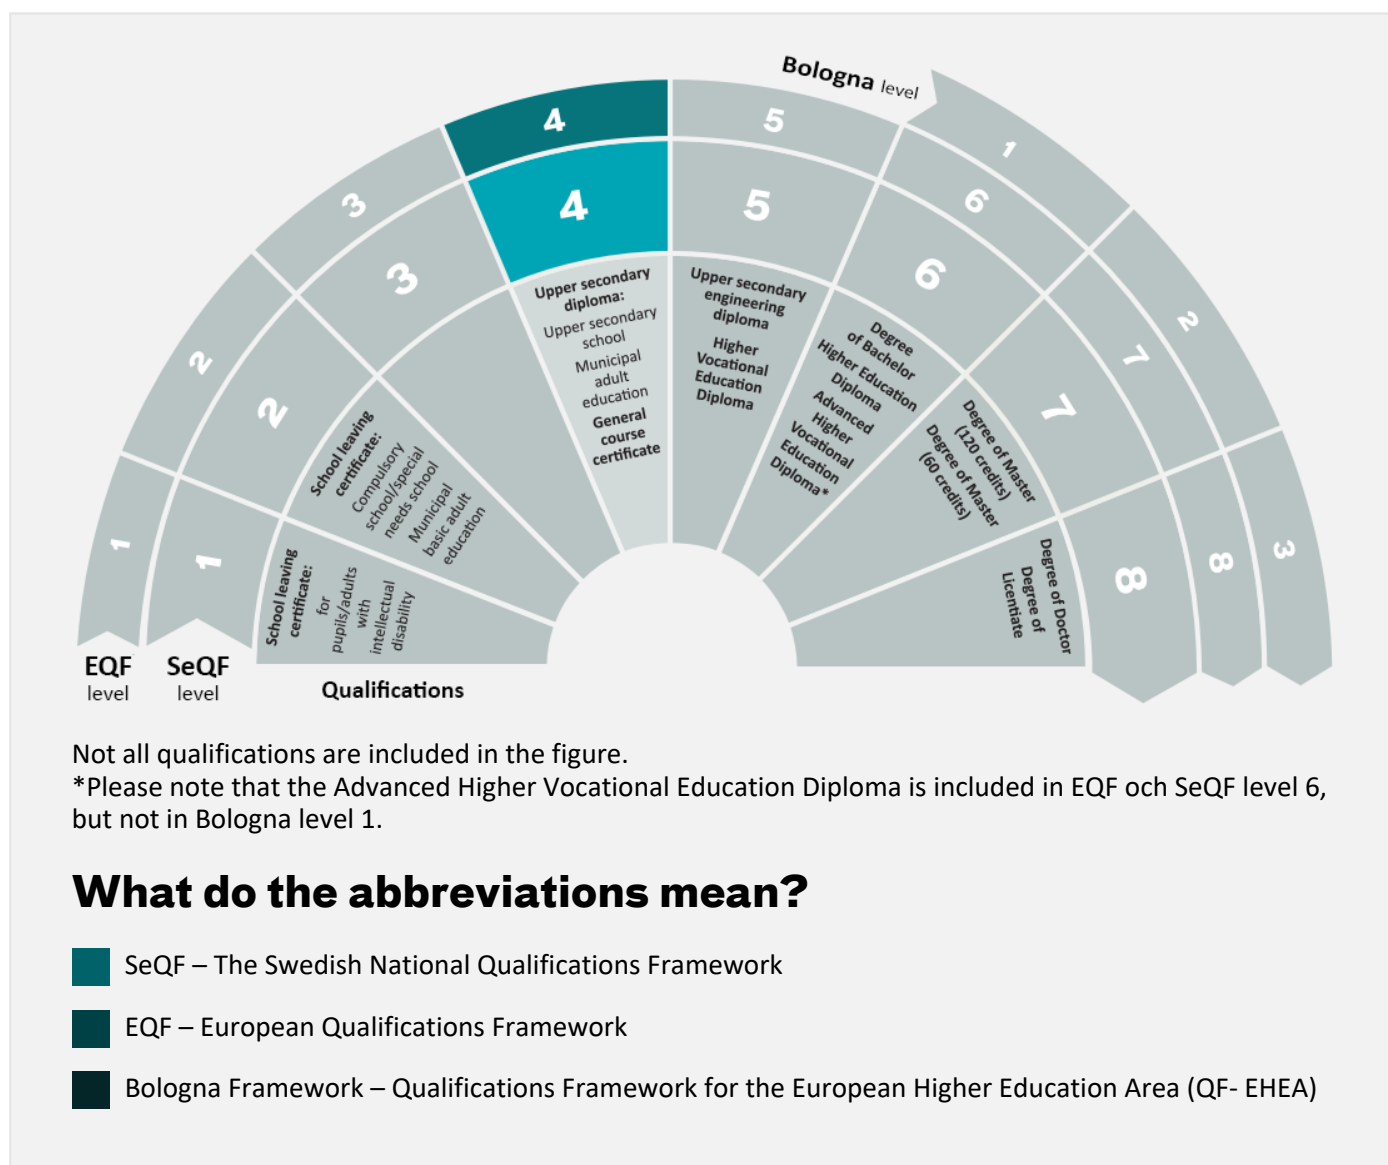 Bologna level
1
2
3
4
5
6
7
8
1
2
3
1
2
3
4
5
6
7
8
School leaving
certificate:
for
pupils/adults
with
intellectual
disability
School leaving
certificate:
Compulsory
school/special
needs school
Municipal
basic adult
education
Upper secondary
diploma:
Upper secondary
school
Municipal
adult
education
General
course
certificate
Upper secondary
engineering
diploma
Higher
Vocational
Education
Diploma
Degree
of Bachelor
Higher Education
Diploma
Advanced
Higher
Vocational
Education
Diploma*
Degree of Master
(120 credits)
Degree of Master
(60 credits)
Degree of Doctor
Degree of
Licentiate
EQF
level
SeQF
level
Qualifications
Not all qualifications are included in the figure.
*Please note that the Advanced Higher Vocational Education Diploma is included in EQF och SeQF level 6,
but not in Bologna level 1.
What do the abbreviations mean?
SeQF – The Swedish National Qualifications Framework
EQF – European Qualifications Framework
Bologna Framework – Qualifications Framework for the European Higher Education Area (QF- EHEA)